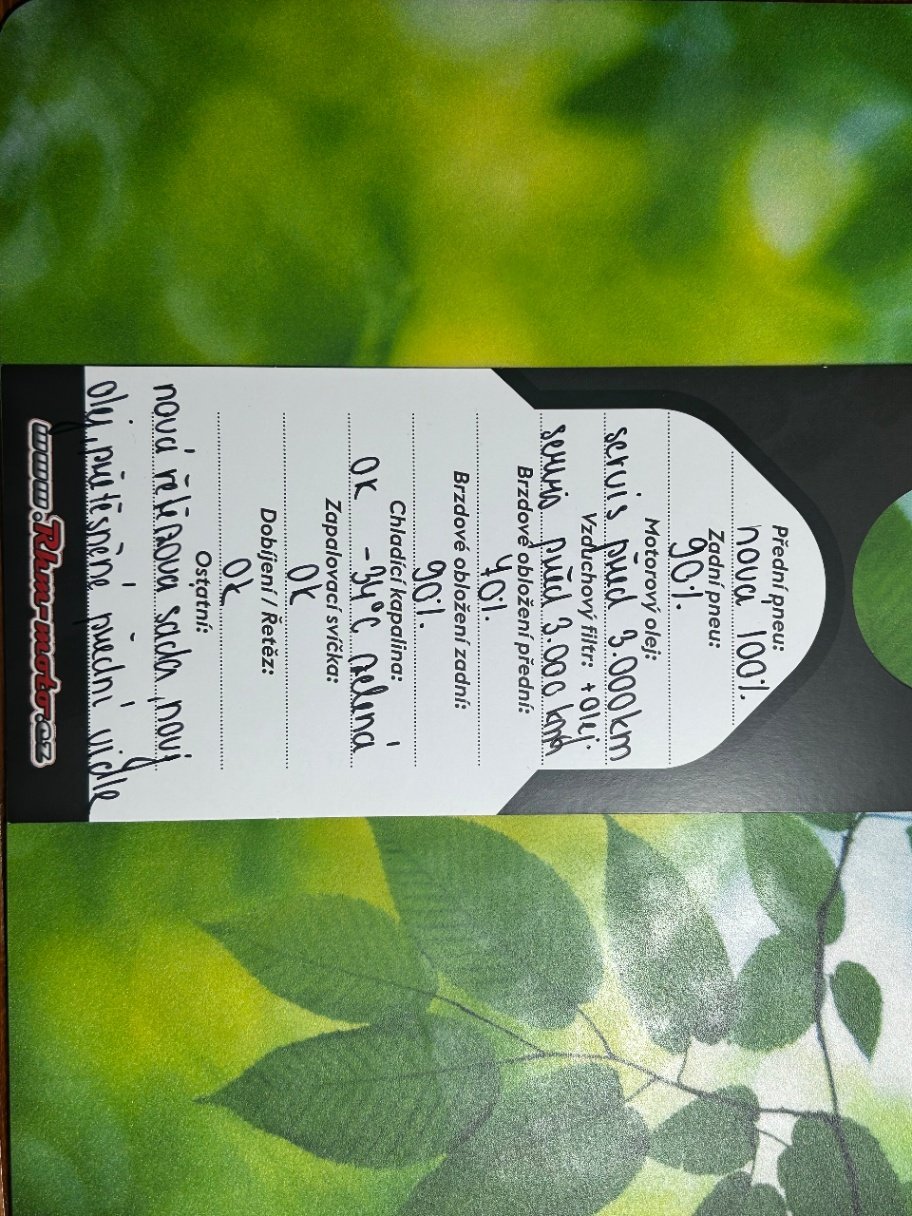 Přední pneu:
nova 100%
Zadní pneu:
90%
Motorový olej:
servis před 3.000km
Vzduchový filtr: +olej
servis před 3.000 km
Brzdové obložení přední:
40%
Brzdové obložení zadní:
90%
Chladící kapalina:
OK -34°C zelená
Zapalovací svíčka:
OK
Dobíjení / Řetěz:
OK
Ostatní:
nová řetězova sada, nový
olej, přetěsněné přední vidle
www.Rhm-moto.cz